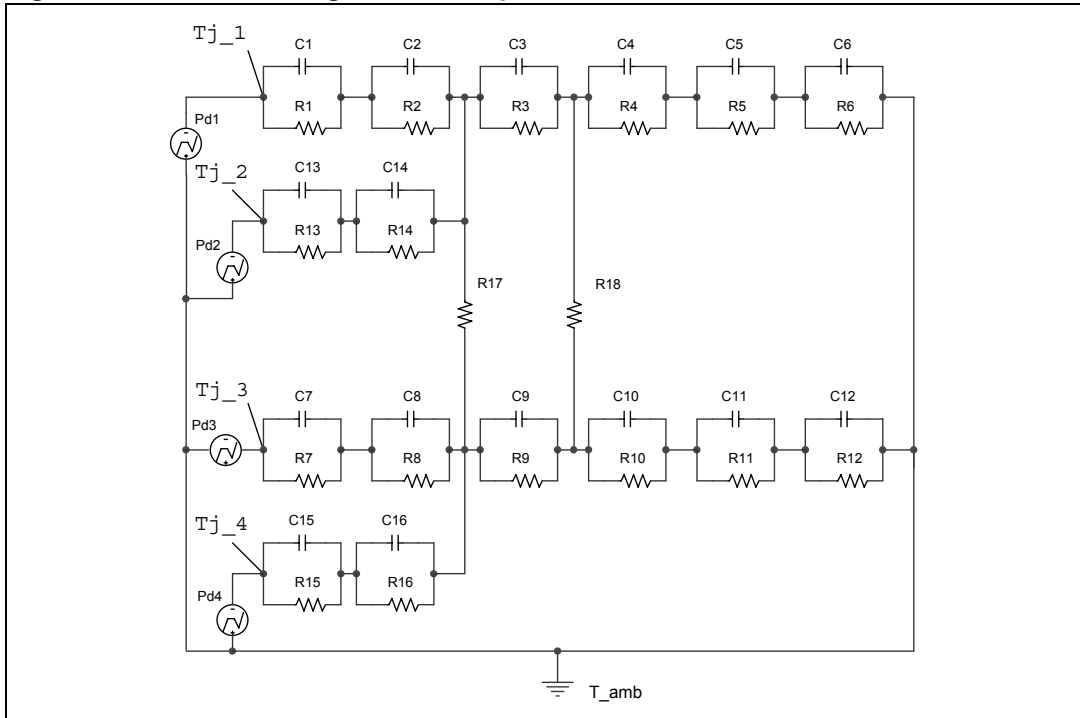 Tj_1
C1 C2 C3 C4 C5 C6
R1 R2 R3 R4 R5 R6
Pd1
Tj_2
C13 C14
R13 R14
Pd2
R17 R18
Tj_3
C7 C8 C9 C10 C11 C12
Pd3
R7 R8 R9 R10 R11 R12
Tj_4
C15 C16
R15 R16
Pd4
T_amb